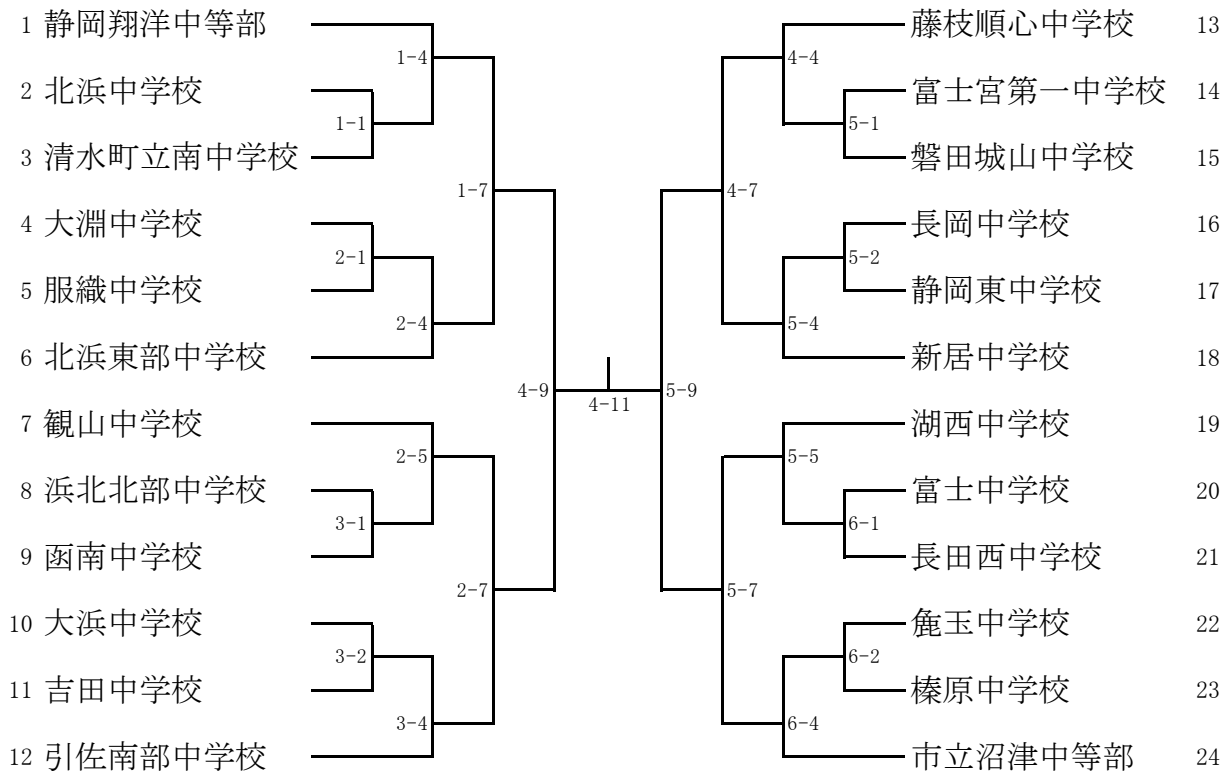 1 静岡翔洋中等部
2 北浜中学校
3 清水町立南中学校
4 大淵中学校
5 服織中学校
6 北浜東部中学校
7 観山中学校
8 浜北北部中学校
9 函南中学校
10 大浜中学校
11 吉田中学校
12 引佐南部中学校
1-4
1-1
1-7
2-1
2-4
4-9
2-5
3-1
2-7
3-2
3-4
4-11
5-9
4-4
5-1
4-7
5-2
5-4
5-5
6-1
5-7
6-2
6-4
藤枝順心中学校 13
富士宮第一中学校 14
磐田城山中学校 15
長岡中学校 16
静岡東中学校 17
新居中学校 18
湖西中学校 19
富士中学校 20
長田西中学校 21
麁玉中学校 22
榛原中学校 23
市立沼津中等部 24